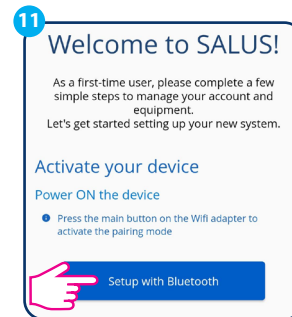 11
Welcome to SALUS!
As a first-time user, please complete a few
simple steps to manage your account and
equipment.
Let's get started setting up your new system.
Activate your device
Power ON the device
Press the main button on the Wifi adapter to
activate the pairing mode
Setup with Bluetooth